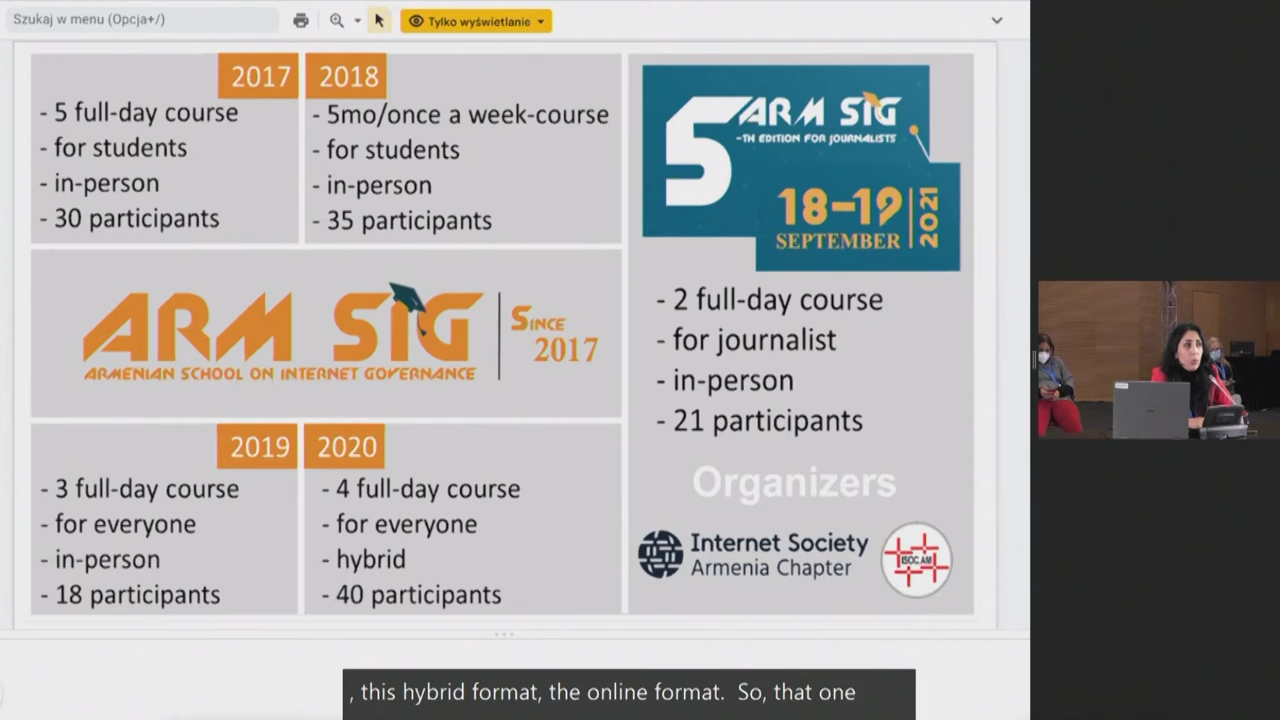 Szukaj w menu (Opcja+/)
Tylko wyświetlanie
2017
- 5 full-day course
- for students
- in-person
- 30 participants
2018
- 5mo/once a week-course
- for students
- in-person
- 35 participants
ARM SIG
ARMENIAN SCHOOL ON INTERNET GOVERNANCE
SINCE
2017
2019
- 3 full-day course
- for everyone
- in-person
- 18 participants
2020
- 4 full-day course
- for everyone
- hybrid
- 40 participants
5 ARM SIG
-TH EDITION FOR JOURNALISTS
18-19
SEPTEMBER
2021
- 2 full-day course
- for journalist
- in-person
- 21 participants
Organizers
Internet Society
Armenia Chapter
ISOC.AM
, this hybrid format, the online format.  So, that one